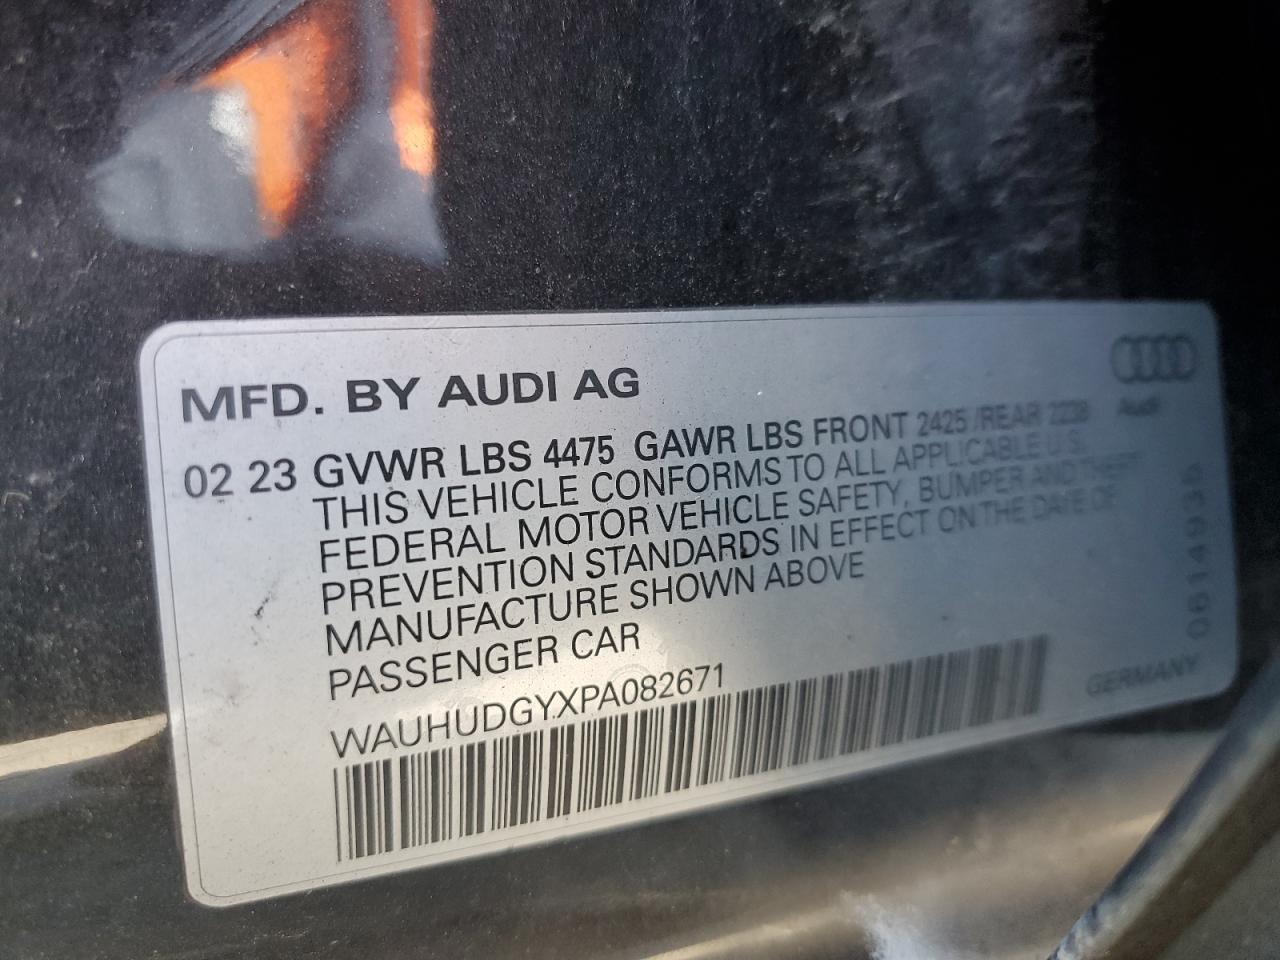 MFD. BY AUDI AG
Audi
02 23 GVWR LBS 4475 GAWR LBS FRONT 2425 /REAR 2238
THIS VEHICLE CONFORMS TO ALL APPLICABLE U.S.
FEDERAL MOTOR VEHICLE SAFETY, BUMPER AND THEFT
PREVENTION STANDARDS IN EFFECT ON THE DATE OF
MANUFACTURE SHOWN ABOVE
PASSENGER CAR
WAUHUDGYXPA082671
GERMANY